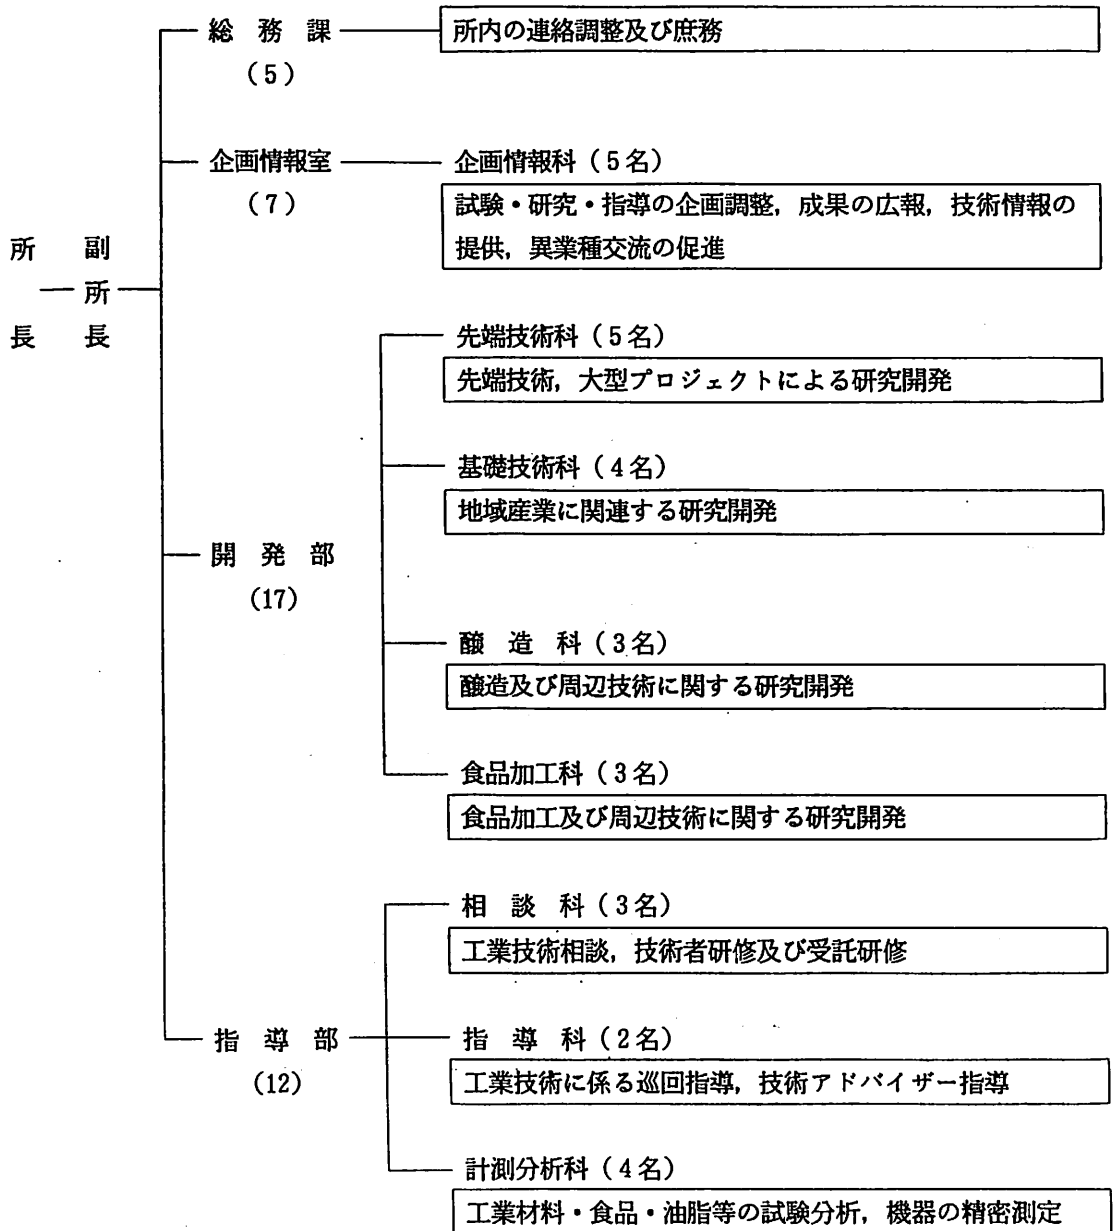 総務課
所内の連絡調整及び庶務
(5)
企画情報室
企画情報科(5名)
(7)
試験・研究・指導の企画調整，成果の広報，技術情報の
提供，異業種交流の促進
所長
副所長
先端技術科(5名)
先端技術，大型プロジェクトによる研究開発
基礎技術科(4名)
地域産業に関連する研究開発
開発部
(17)
醸造科(3名)
醸造及び周辺技術に関する研究開発
食品加工科(3名)
食品加工及び周辺技術に関する研究開発
相談科(3名)
工業技術相談，技術者研修及び受託研修
指導部
(12)
指導科(2名)
工業技術に係る巡回指導，技術アドバイザー指導
計測分析科(4名)
工業材料・食品・油脂等の試験分析，機器の精密測定